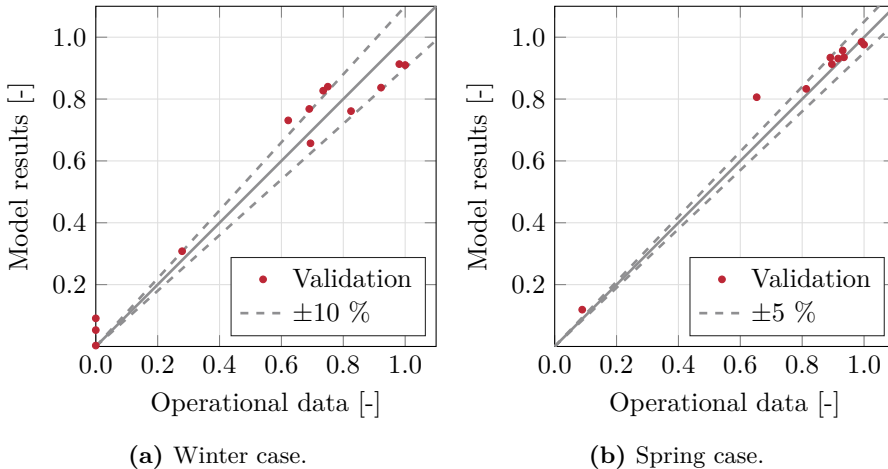 1.0
0.8
0.6
0.4
0.2
0.0 0.2 0.4 0.6 0.8 1.0
Model results [-]
Operational data [-]
Validation
±10 %
(a) Winter case.
1.0
0.8
0.6
0.4
0.2
0.0 0.2 0.4 0.6 0.8 1.0
Model results [-]
Operational data [-]
Validation
±5 %
(b) Spring case.